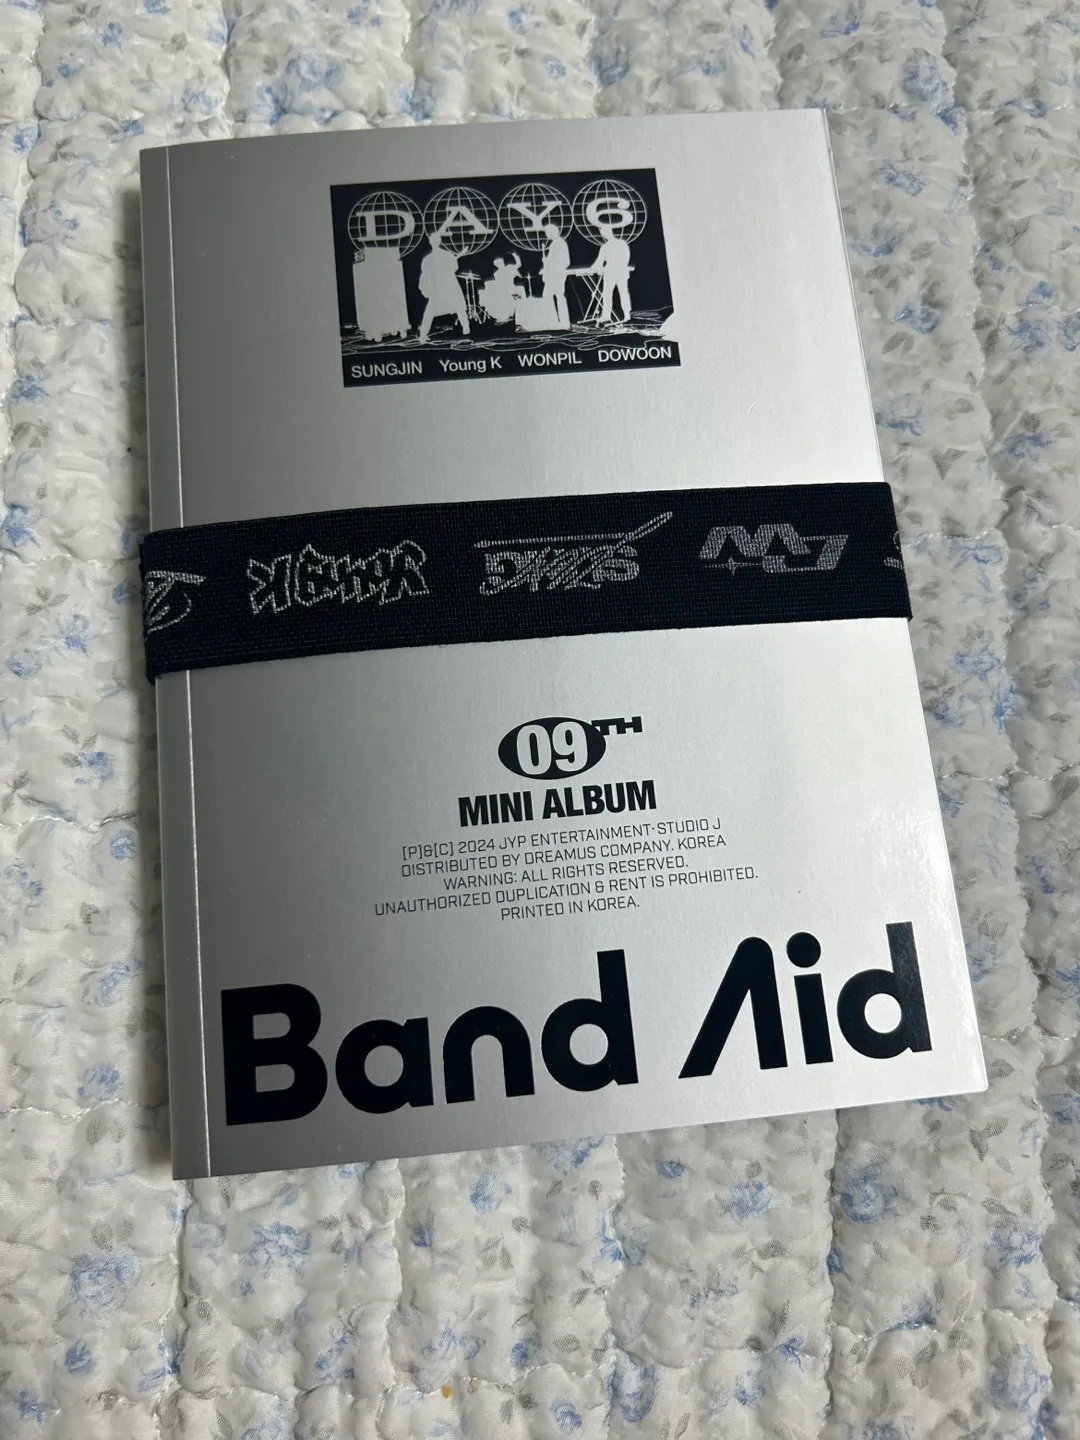 DAY6
SUNGJIN Young K WONPIL DOWOON
09TH
MINI ALBUM
[P]&[C] 2024 JYP ENTERTAINMENT·STUDIO J
DISTRIBUTED BY DREAMUS COMPANY. KOREA
WARNING: ALL RIGHTS RESERVED.
UNAUTHORIZED DUPLICATION & RENT IS PROHIBITED.
PRINTED IN KOREA.
Band Aid